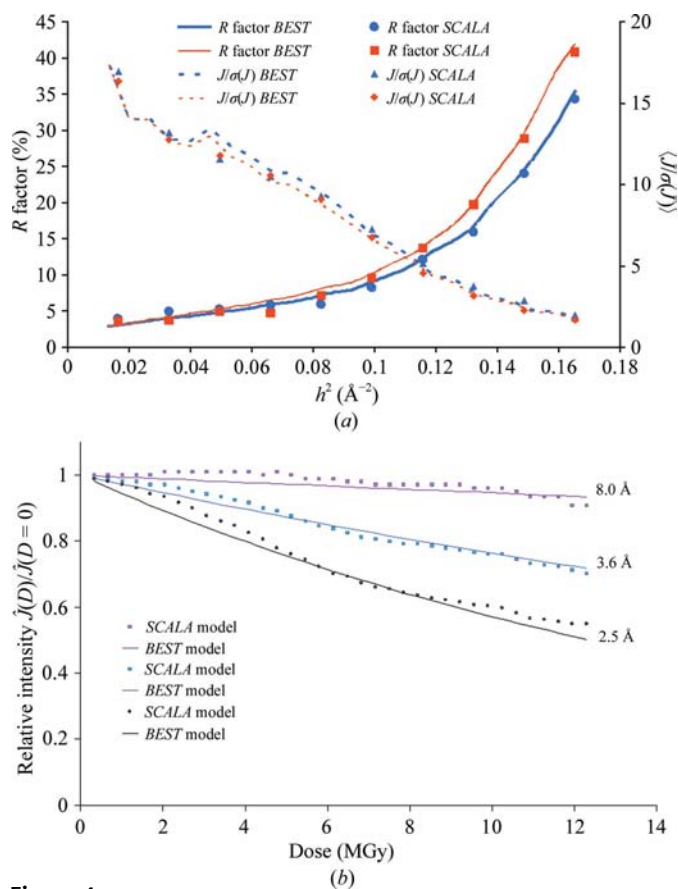 R factor BEST R factor BEST R factor SCALA
R factor BEST R factor SCALA
J/σ(J) BEST J/σ(J) SCALA
J/σ(J) BEST J/σ(J) SCALA
R factor (%)
45
40
35
30
25
20
15
10
5
0
20
15
10
5
0
⟨J/σ(J)⟩
0 0.02 0.04 0.06 0.08 0.1 0.12 0.14 0.16 0.18
h² (Å⁻²)
(a)
Relative intensity Ĵ(D)/Ĵ(D = 0)
1
0.8
0.6
0.4
0.2
0
8.0 Å
3.6 Å
2.5 Å
SCALA model
BEST model
SCALA model
BEST model
SCALA model
BEST model
0 2 4 6 8 10 12 14
Dose (MGy)
(b)
Figure